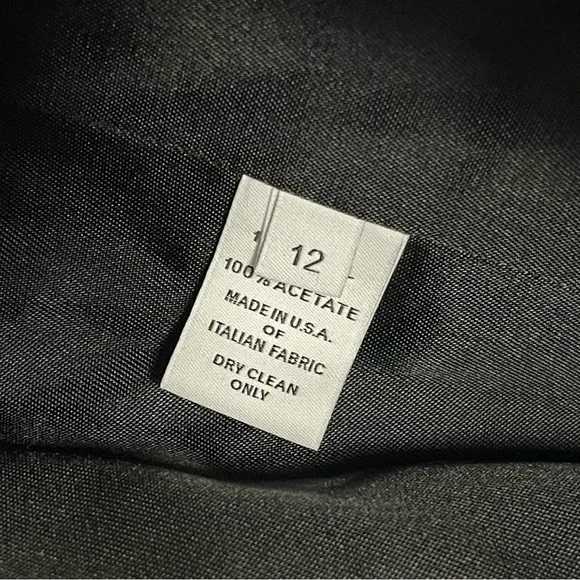 12
100% ACETATE
MADE IN U.S.A.
OF
ITALIAN FABRIC
DRY CLEAN
ONLY